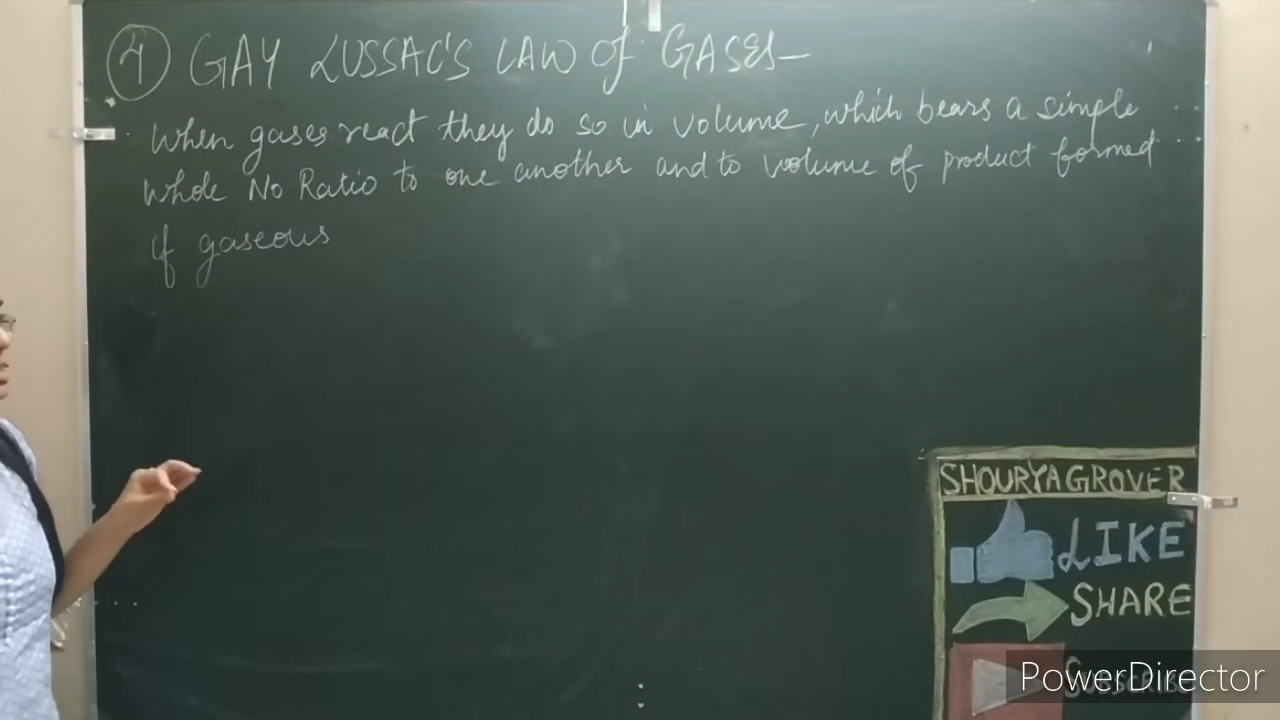 4 GAY LUSSAC'S LAW of GASES-
When gases react they do so in volume, which bears a simple
whole No Ratio to one another and to volume of product formed
if gaseous
SHOURYA GROVER
LIKE
SHARE
SUBSCRIBE
PowerDirector